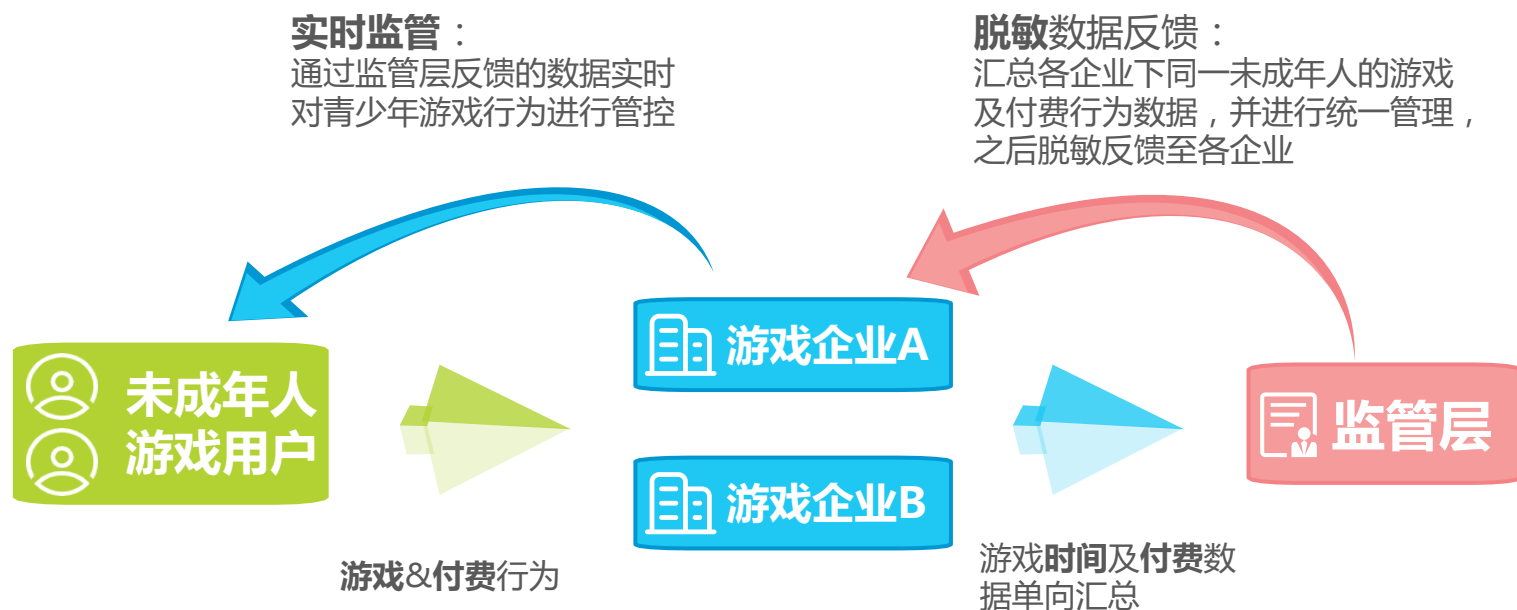 实时监管：
通过监管层反馈的数据实时
对青少年游戏行为进行管控
脱敏数据反馈：
汇总各企业下同一未成年人的游戏
及付费行为数据，并进行统一管理，
之后脱敏反馈至各企业
未成年人
游戏用户
游戏企业A
游戏企业B
监管层
游戏&付费行为
游戏时间及付费数
据单向汇总